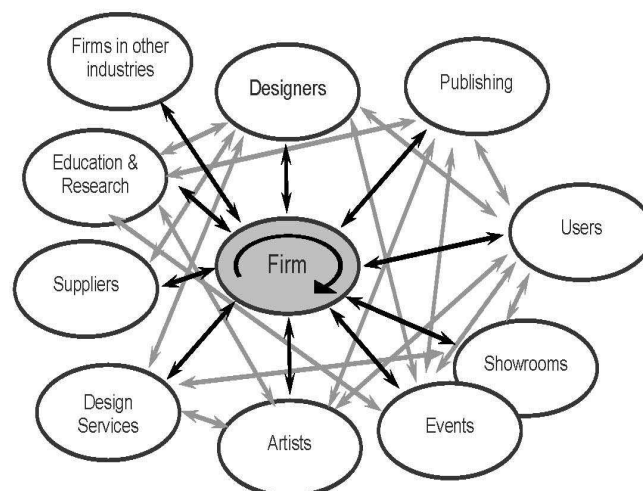 Firms in other
industries
Designers
Publishing
Education &
Research
Users
Firm
Suppliers
Showrooms
Design
Services
Artists
Events